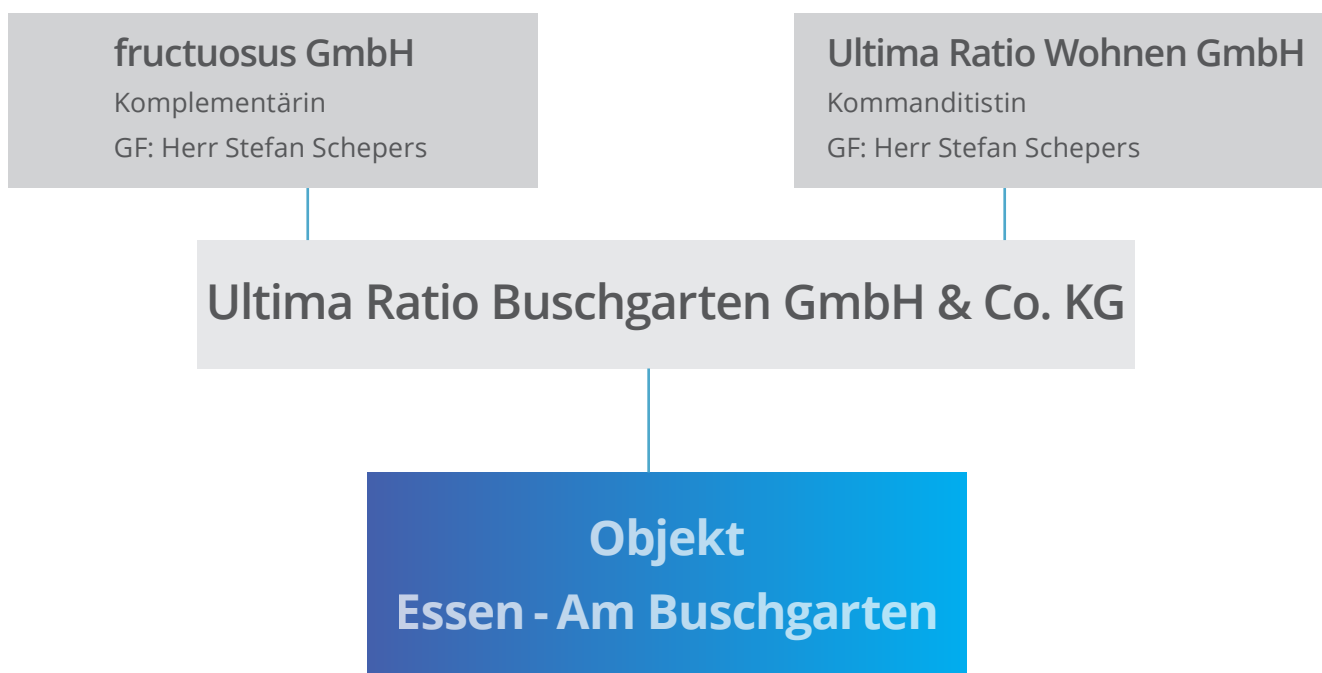 fructuosus GmbH
Komplementärin
GF: Herr Stefan Schepers
Ultima Ratio Wohnen GmbH
Kommanditistin
GF: Herr Stefan Schepers
Ultima Ratio Buschgarten GmbH & Co. KG
Objekt
Essen - Am Buschgarten